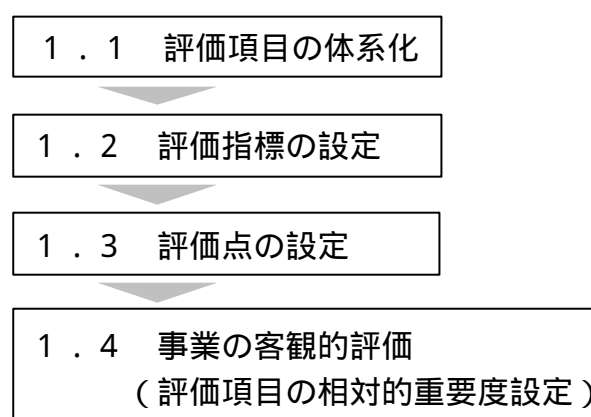 １．１　評価項目の体系化
１．２　評価指標の設定
１．３　評価点の設定
１．４　事業の客観的評価
（評価項目の相対的重要度設定）